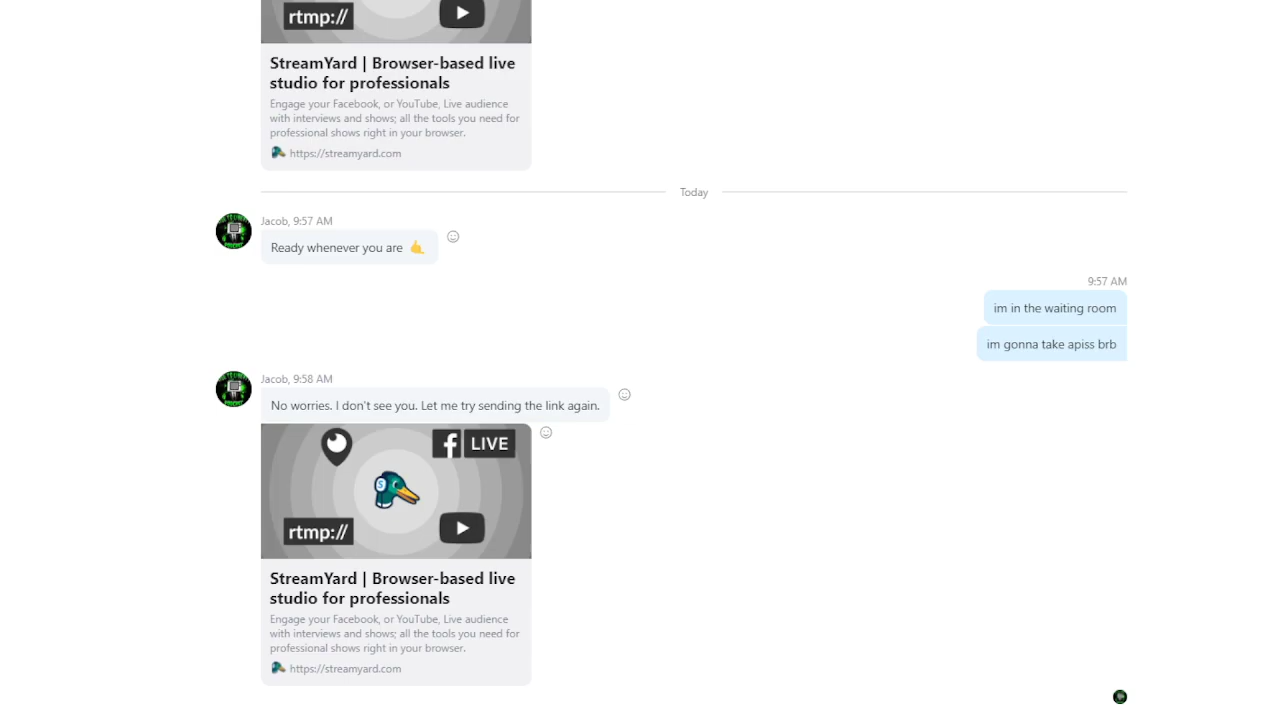 rtmp://
StreamYard | Browser-based live
studio for professionals
Engage your Facebook, or YouTube, Live audience
with interviews and shows; all the tools you need for
professional shows right in your browser.
https://streamyard.com
Today
Jacob, 9:57 AM
Ready whenever you are 🤙
9:57 AM
im in the waiting room
im gonna take apiss brb
Jacob, 9:58 AM
No worries. I don't see you. Let me try sending the link again.
f LIVE
S
rtmp://
StreamYard | Browser-based live
studio for professionals
Engage your Facebook, or YouTube, Live audience
with interviews and shows; all the tools you need for
professional shows right in your browser.
https://streamyard.com